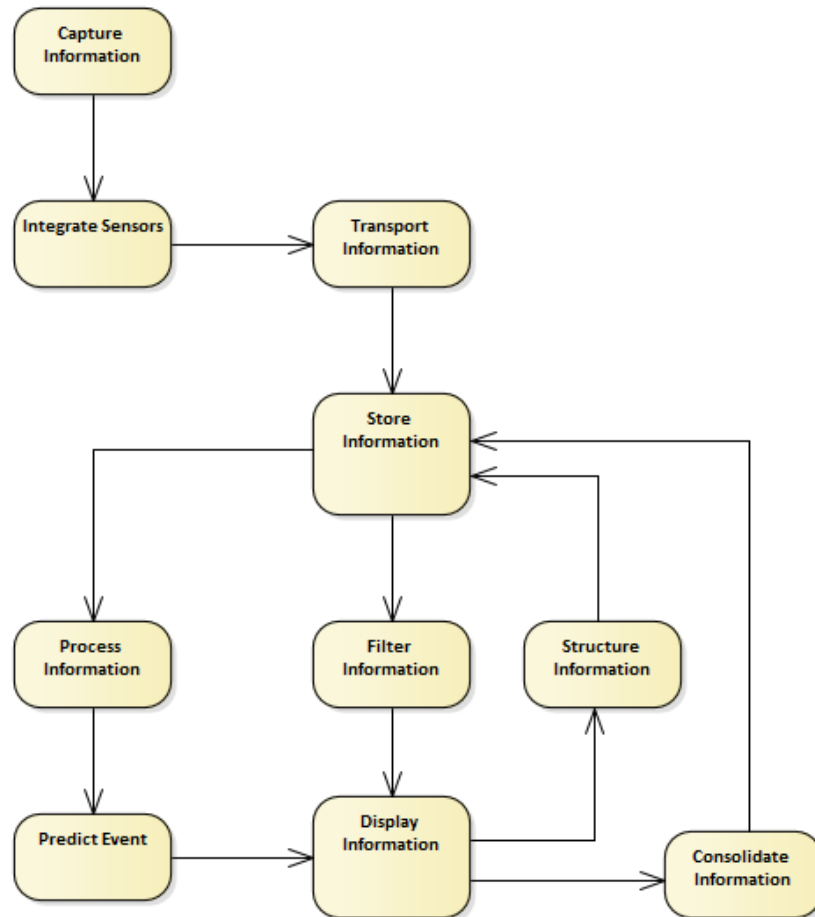 Capture
Information
Integrate Sensors
Transport
Information
Store
Information
Process
Information
Filter
Information
Structure
Information
Predict Event
Display
Information
Consolidate
Information